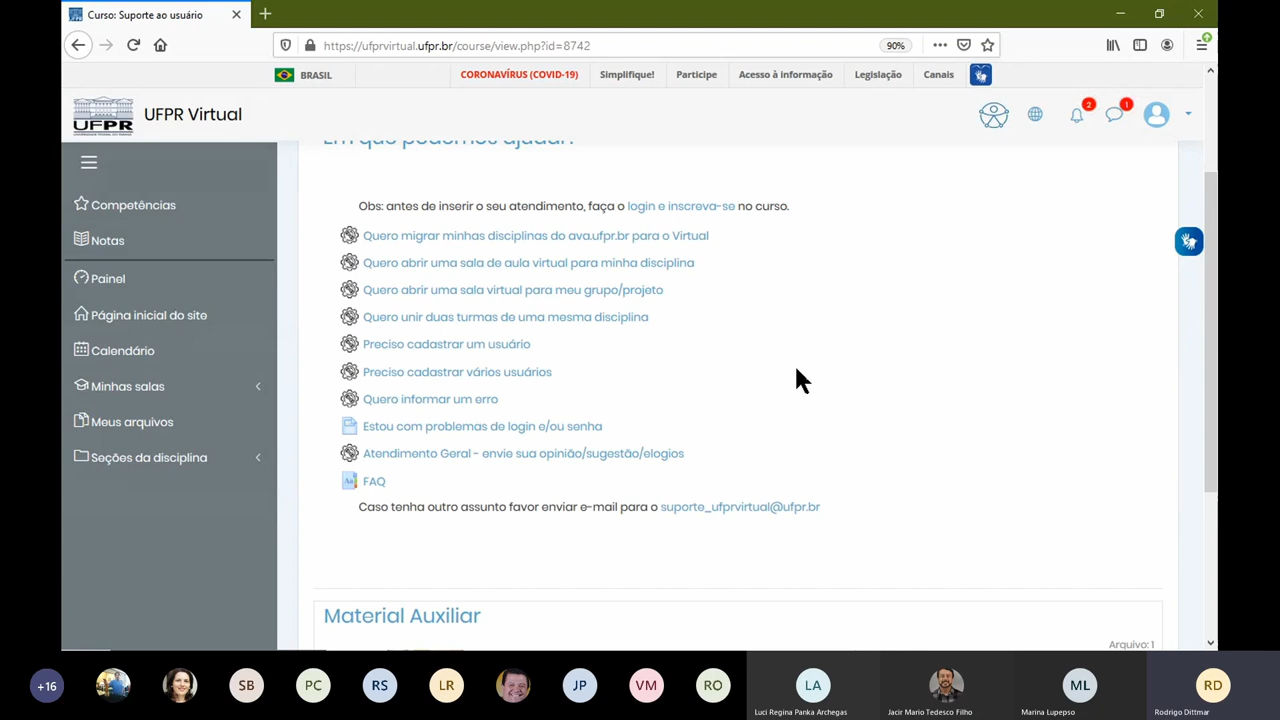 Curso: Suporte ao usuário
https://ufprvirtual.ufpr.br/course/view.php?id=8742
90%
BRASIL
CORONAVÍRUS (COVID-19)
Simplifique!
Participe
Acesso à informação
Legislação
Canais
UFPR
UFPR Virtual
2
1
Em que podemos ajudar?
Competências
Notas
Painel
Página inicial do site
Calendário
Minhas salas
Meus arquivos
Seções da disciplina
Obs: antes de inserir o seu atendimento, faça o login e inscreva-se no curso.
Quero migrar minhas disciplinas do ava.ufpr.br para o Virtual
Quero abrir uma sala de aula virtual para minha disciplina
Quero abrir uma sala virtual para meu grupo/projeto
Quero unir duas turmas de uma mesma disciplina
Preciso cadastrar um usuário
Preciso cadastrar vários usuários
Quero informar um erro
Estou com problemas de login e/ou senha
Atendimento Geral - envie sua opinião/sugestão/elogios
FAQ
Caso tenha outro assunto favor enviar e-mail para o suporte_ufprvirtual@ufpr.br
Material Auxiliar
Arquivo: 1
+16
SB
PC
RS
LR
JP
VM
RO
LA
Luci Regina Panka Archegas
Jacir Mario Tedesco Filho
ML
Marina Lupepso
RD
Rodrigo Dittmar